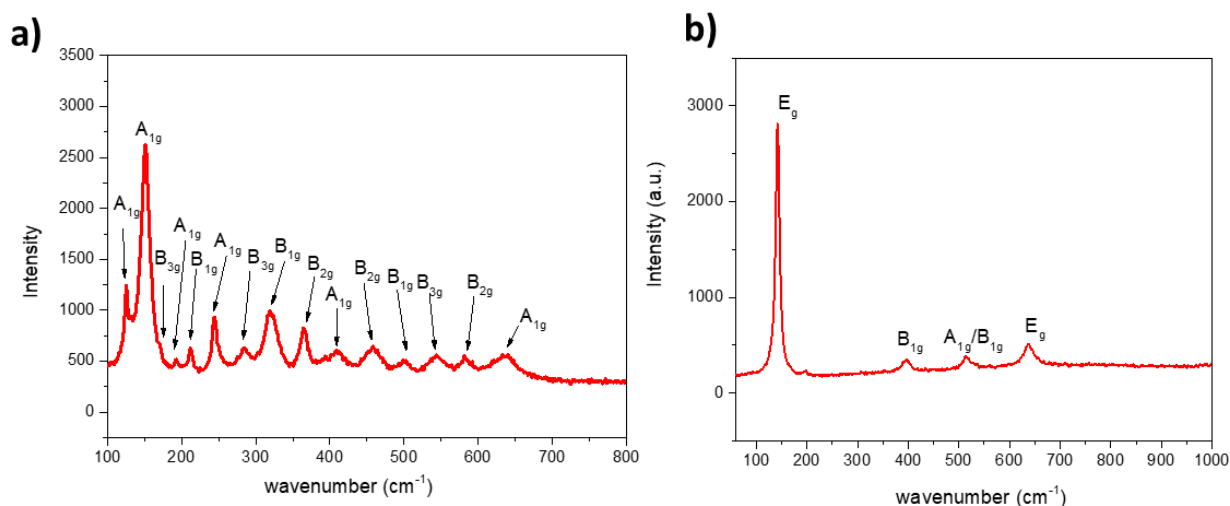 a)
Intensity
3500
3000
2500
2000
1500
1000
500
0
A1g
A1g
B3g
A1g
B1g
A1g
B3g
B1g
B2g
A1g
B2g
B1g
B3g
B2g
A1g
100 200 300 400 500 600 700 800
wavenumber (cm-1)
b)
Intensity (a.u.)
3000
2000
1000
0
Eg
B1g
A1g/B1g
Eg
100 200 300 400 500 600 700 800 900 1000
wavenumber (cm-1)